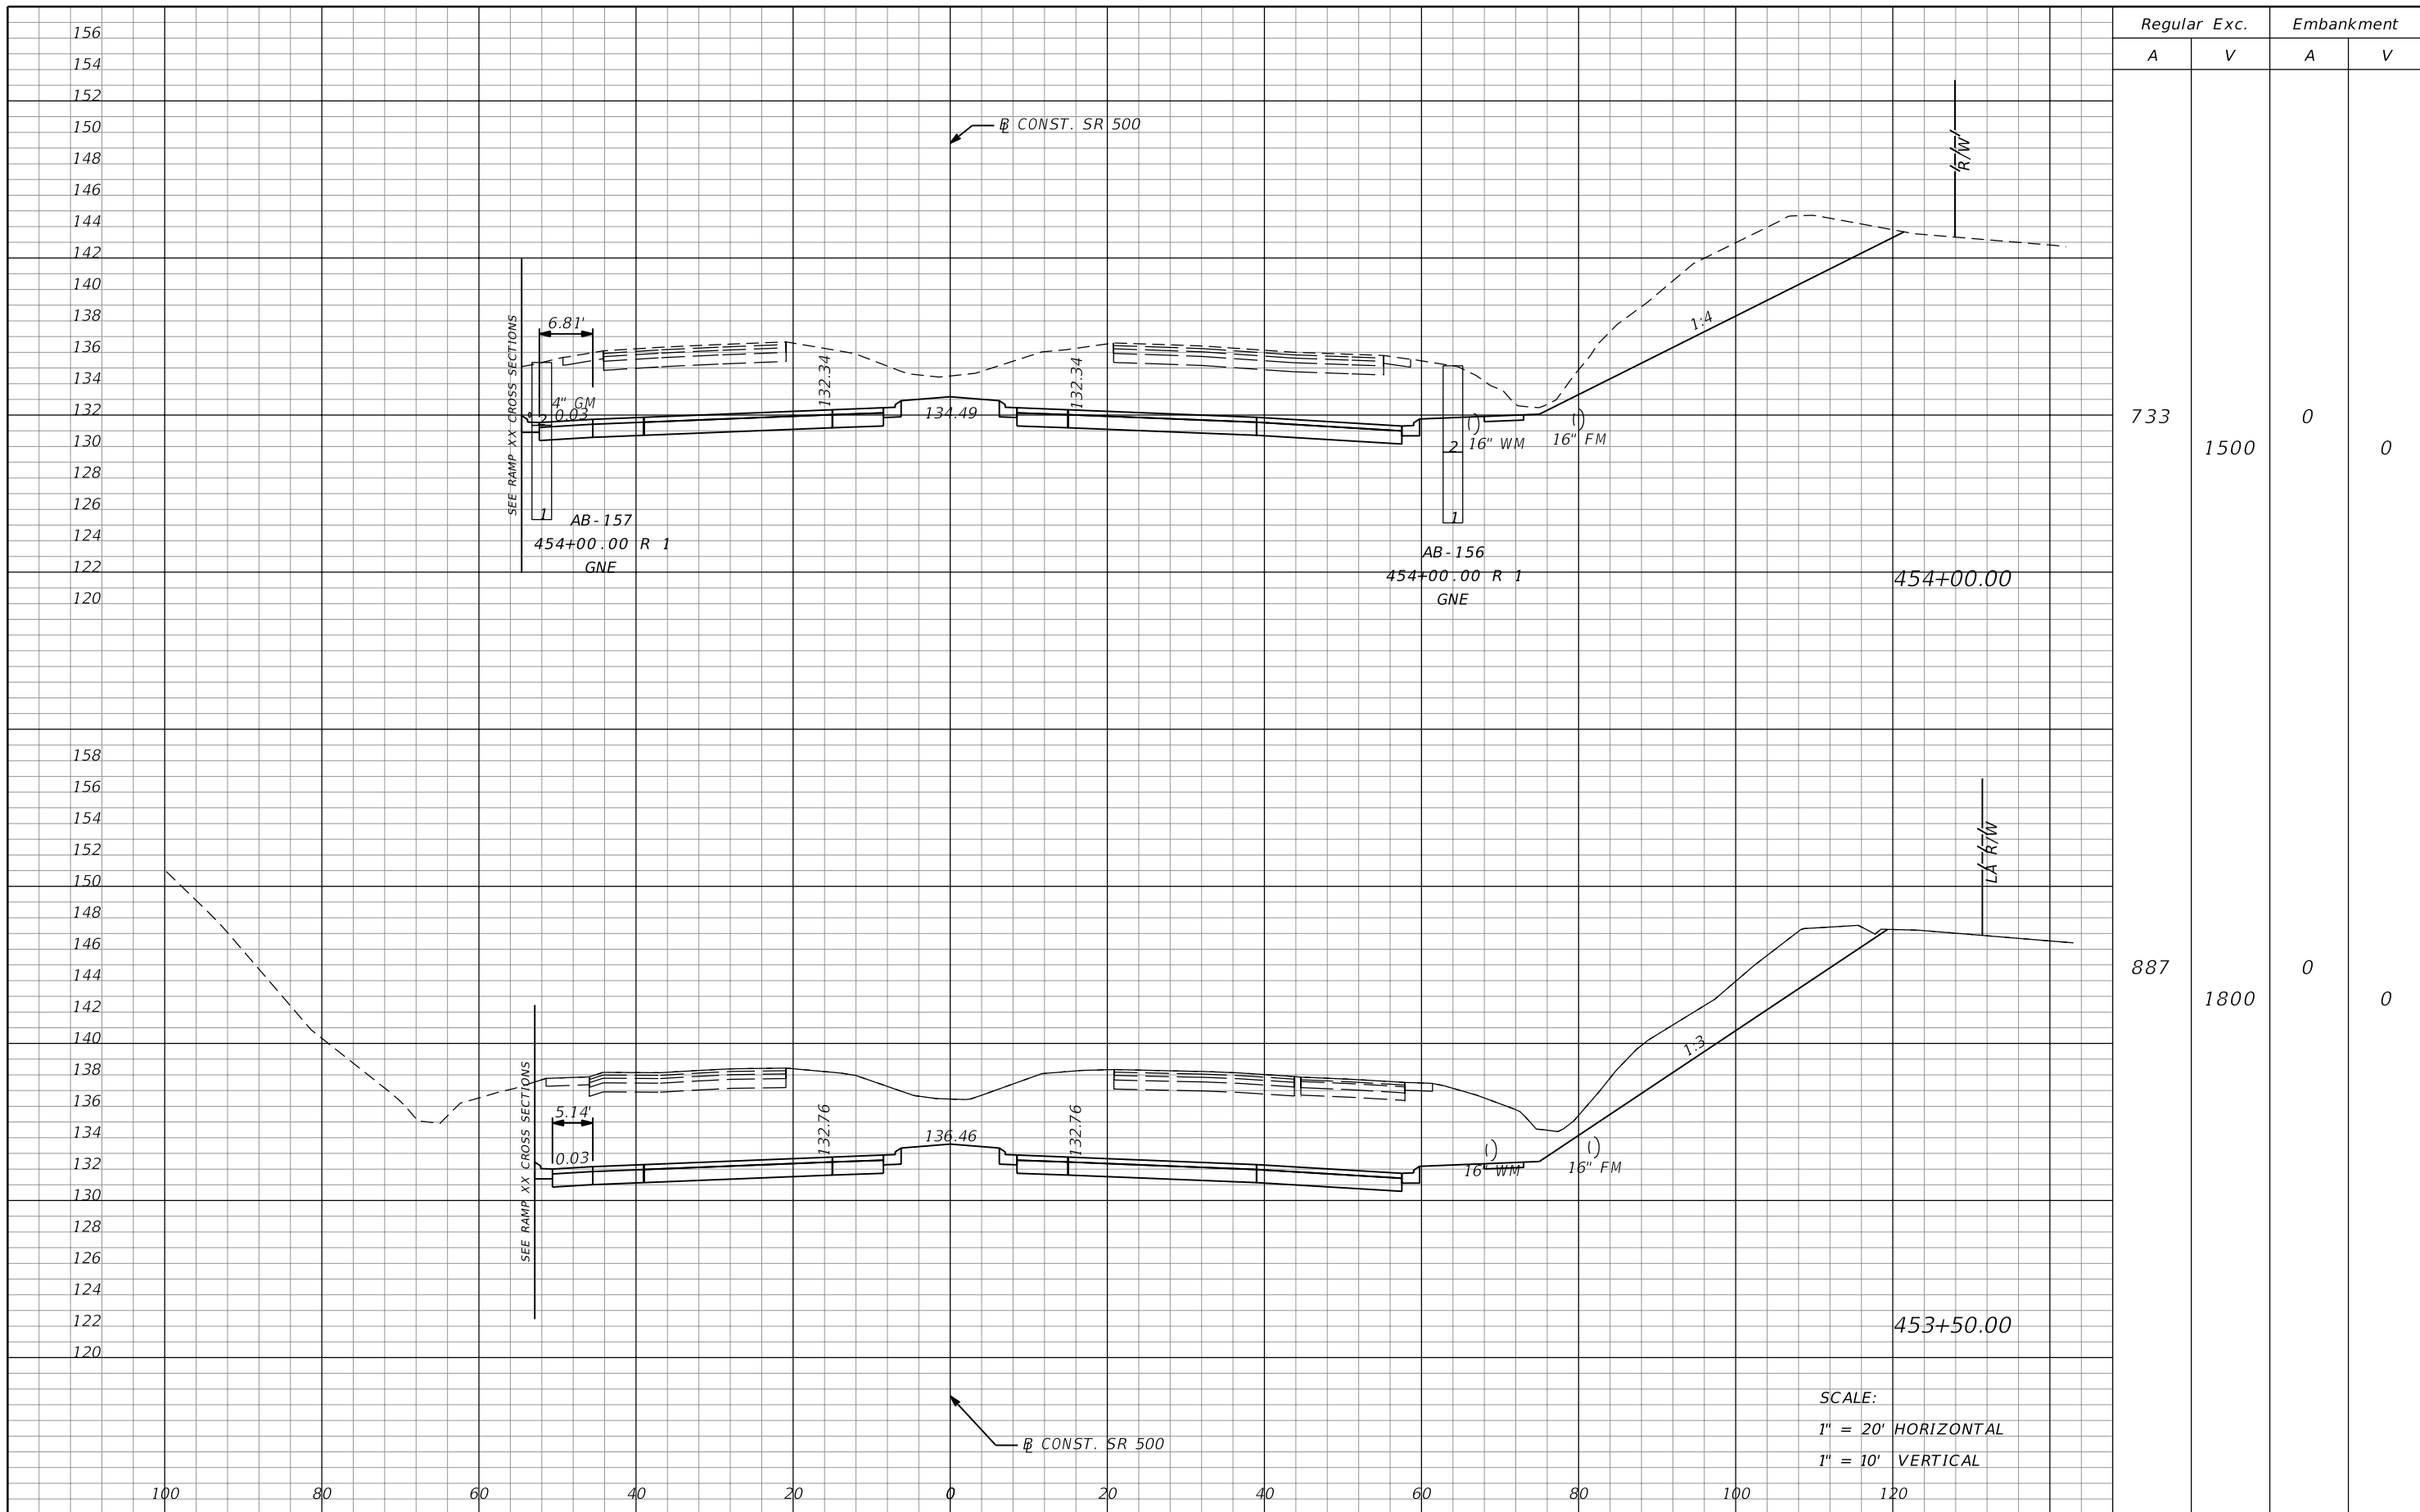 Regular Exc.
Embankment
A
V
A
V
156
154
152
150
148
146
144
142
140
138
136
134
132
130
128
126
124
122
120
℄ CONST. SR 500
R/W
SEE RAMP XX CROSS SECTIONS
6.81'
4" GM
0.03
2
1
132.34
134.49
132.34
2
1
16" WM
16" FM
1:4
AB-157
454+00.00 R 1
GNE
AB-156
454+00.00 R 1
GNE
454+00.00
733
1500
0
0
158
156
154
152
150
148
146
144
142
140
138
136
134
132
130
128
126
124
122
120
LA R/W
SEE RAMP XX CROSS SECTIONS
5.14'
0.03
132.76
136.46
132.76
16" WM
16" FM
1:3
453+50.00
887
1800
0
0
℄ CONST. SR 500
SCALE:
1" = 20' HORIZONTAL
1" = 10' VERTICAL
100 80 60 40 20 0 20 40 60 80 100 120